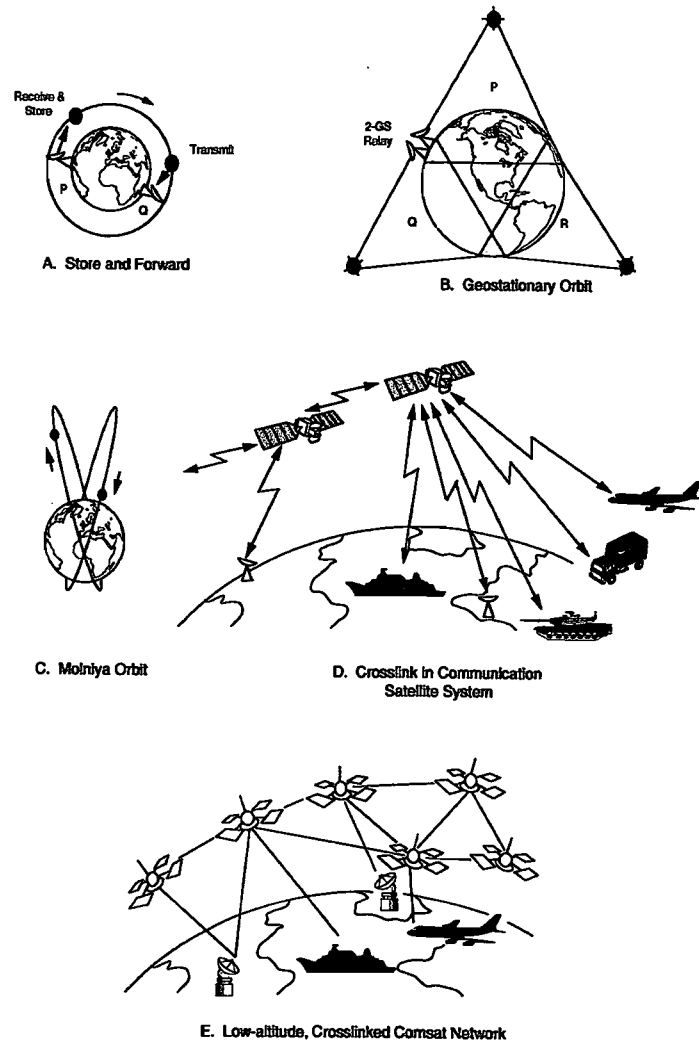 Receive &
Store
Transmit
P
Q
A. Store and Forward
P
2-GS
Relay
Q
R
B. Geostationary Orbit
C. Molniya Orbit
D. Crosslink in Communication
Satellite System
E. Low-altitude, Crosslinked Comsat Network